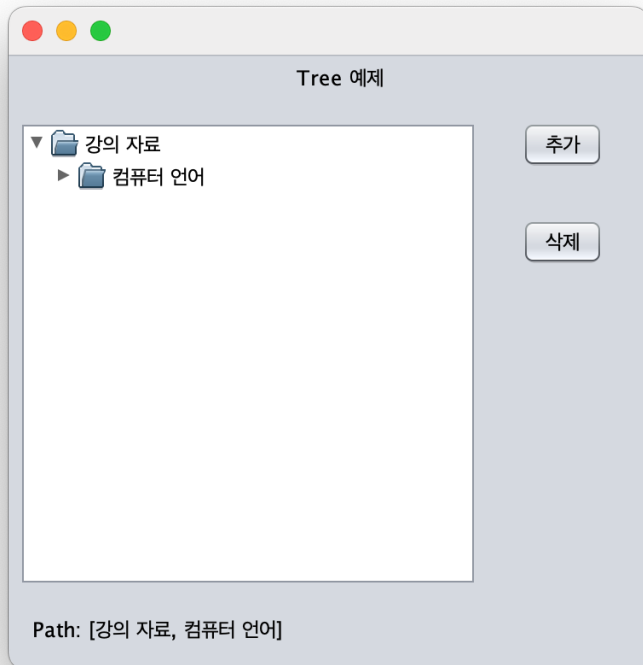 Tree 예제
강의 자료
컴퓨터 언어
추가
삭제
Path: [강의 자료, 컴퓨터 언어]